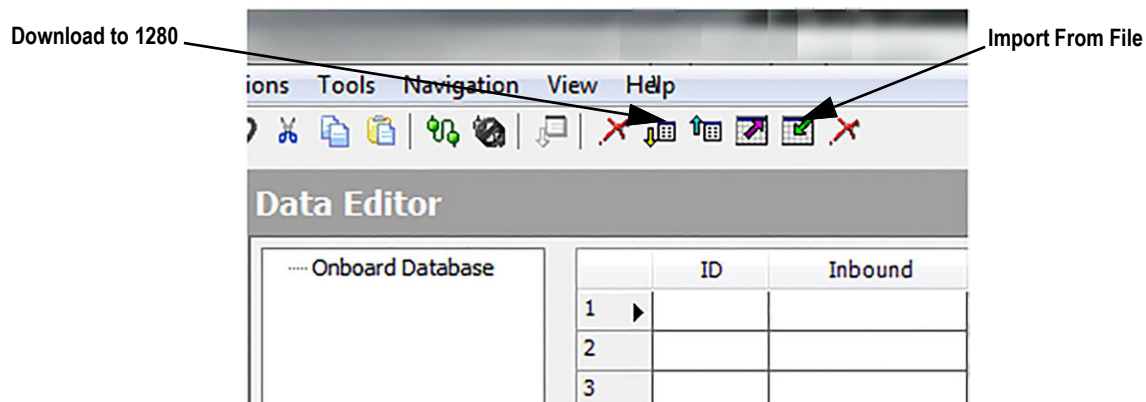 Download to 1280
Import From File
ions Tools Navigation View Help
Data Editor
Onboard Database
ID Inbound
1
2
3